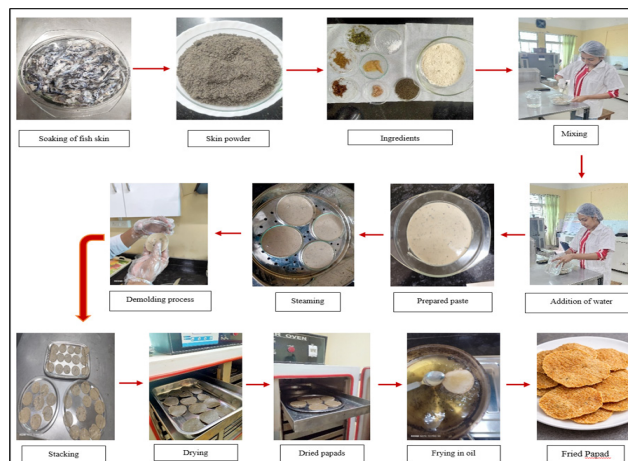 Soaking of fish skin
Skin powder
Ingredients
Mixing
Demolding process
Steaming
Prepared paste
Addition of water
OVEN
Stacking
Drying
Dried papads
Frying in oil
Fried Papad